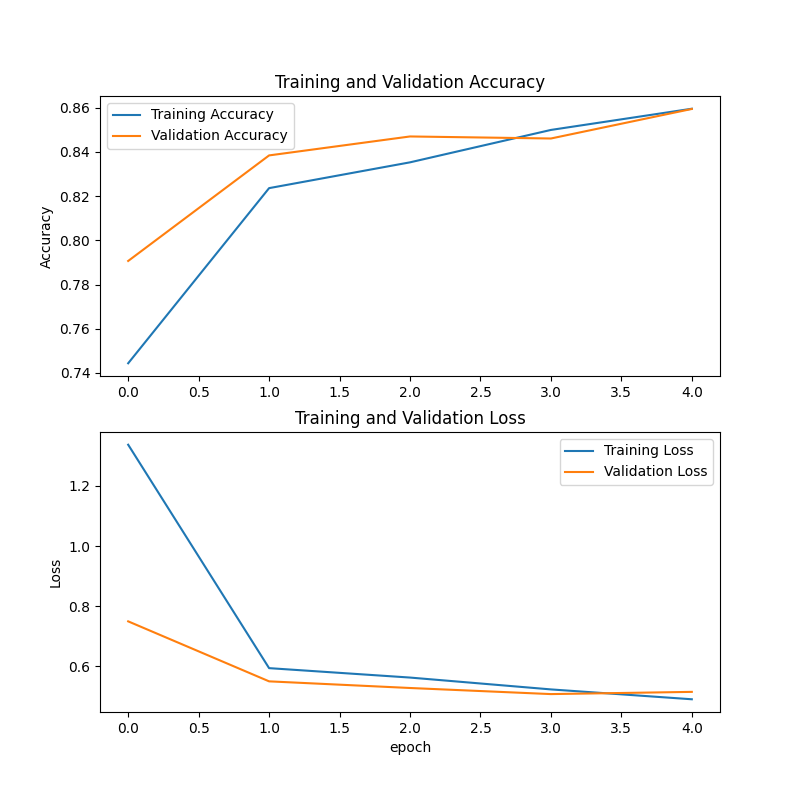 Training and Validation Accuracy
Training Accuracy
Validation Accuracy
Accuracy
0.86
0.84
0.82
0.80
0.78
0.76
0.74
0.0 0.5 1.0 1.5 2.0 2.5 3.0 3.5 4.0
Training and Validation Loss
Training Loss
Validation Loss
Loss
1.2
1.0
0.8
0.6
0.0 0.5 1.0 1.5 2.0 2.5 3.0 3.5 4.0
epoch